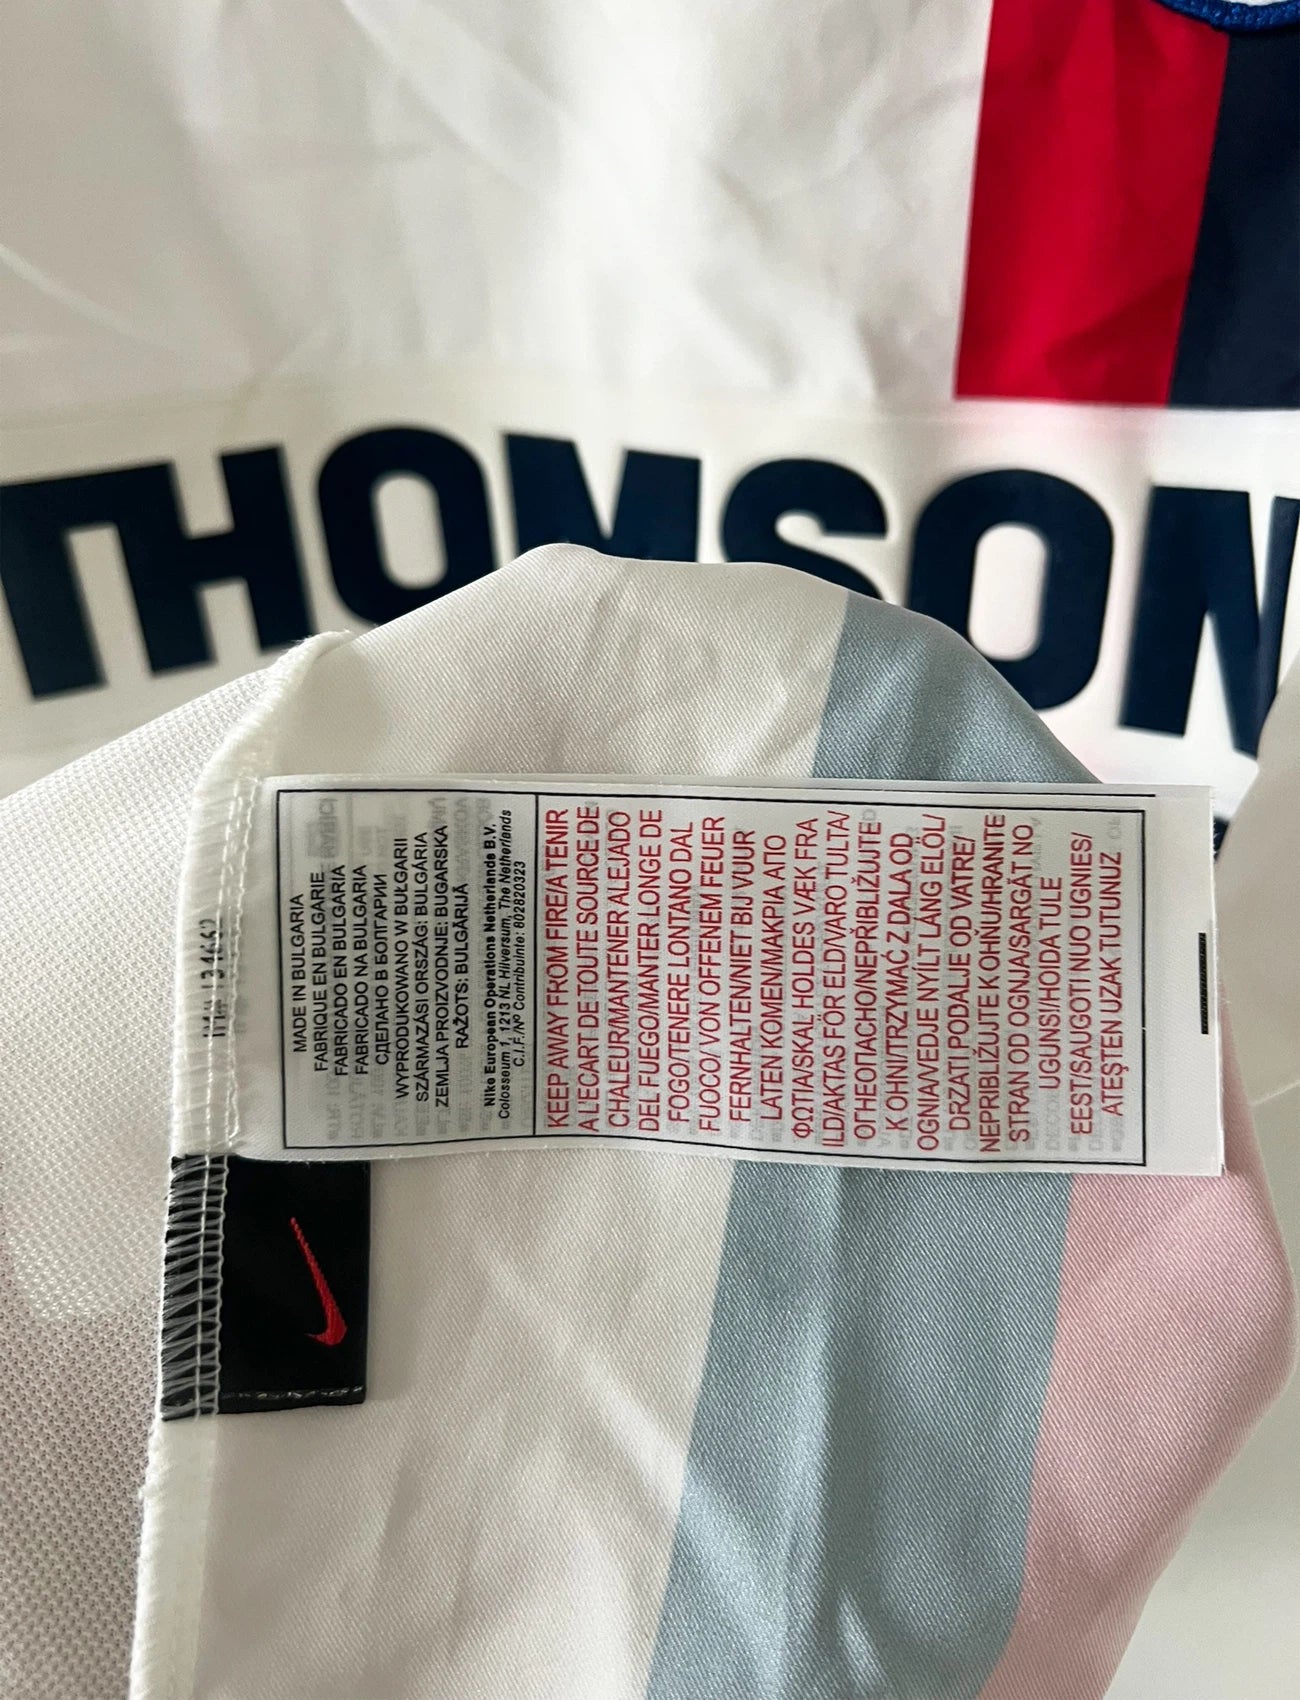 THOMSON
MADE IN BULGARIA
FABRIQUE EN BULGARIE
FABRICADO EN BULGARIA
FABRICADO NA BULGARIA
СДЕЛАНО В БОЛГАРИИ
WYPRODUKOWANO W BUŁGARII
SZÁRMAZÁSI ORSZÁG: BULGÁRIA
ZEMLJA PROIZVODNJE: BUGARSKA
RAŽOTS: BULGĀRIJĀ
Nike European Operations Netherlands B.V.
Colosseum 1, 1213 NL Hilversum, The Netherlands
C.I.F./Nº Contribuinte: 802820323
KEEP AWAY FROM FIRE/A TENIR
A L'ECART DE TOUTE SOURCE DE
CHALEUR/MANTENER ALEJADO
DEL FUEGO/MANTER LONGE DE
FOGO/TENERE LONTANO DAL
FUOCO/ VON OFFENEM FEUER
FERNHALTEN/NIET BIJ VUUR
LATEN KOMEN/ΜΑΚΡΙΑ ΑΠΟ
ΦΩΤΙΑ/SKAL HOLDES VÆK FRA
ILD/AKTAS FÖR ELD/VARO TULTA/
ОГНЕОПАСНО/NEPŘIBLIŽUJTE
K OHNI/TRZYMAĆ Z DALA OD
OGNIA/VEDJE NYÍLT LÁNG ELÖL/
DRZATI PODALJE OD VATRE/
NEPRIBLIŽUJTE K OHŇU/HRANITE
STRAN OD OGNJA/SARGĀT NO
UGUNS/HOIDA TULE
EEST/SAUGOTI NUO UGNIES/
ATEŞTEN UZAK TUTUNUZ